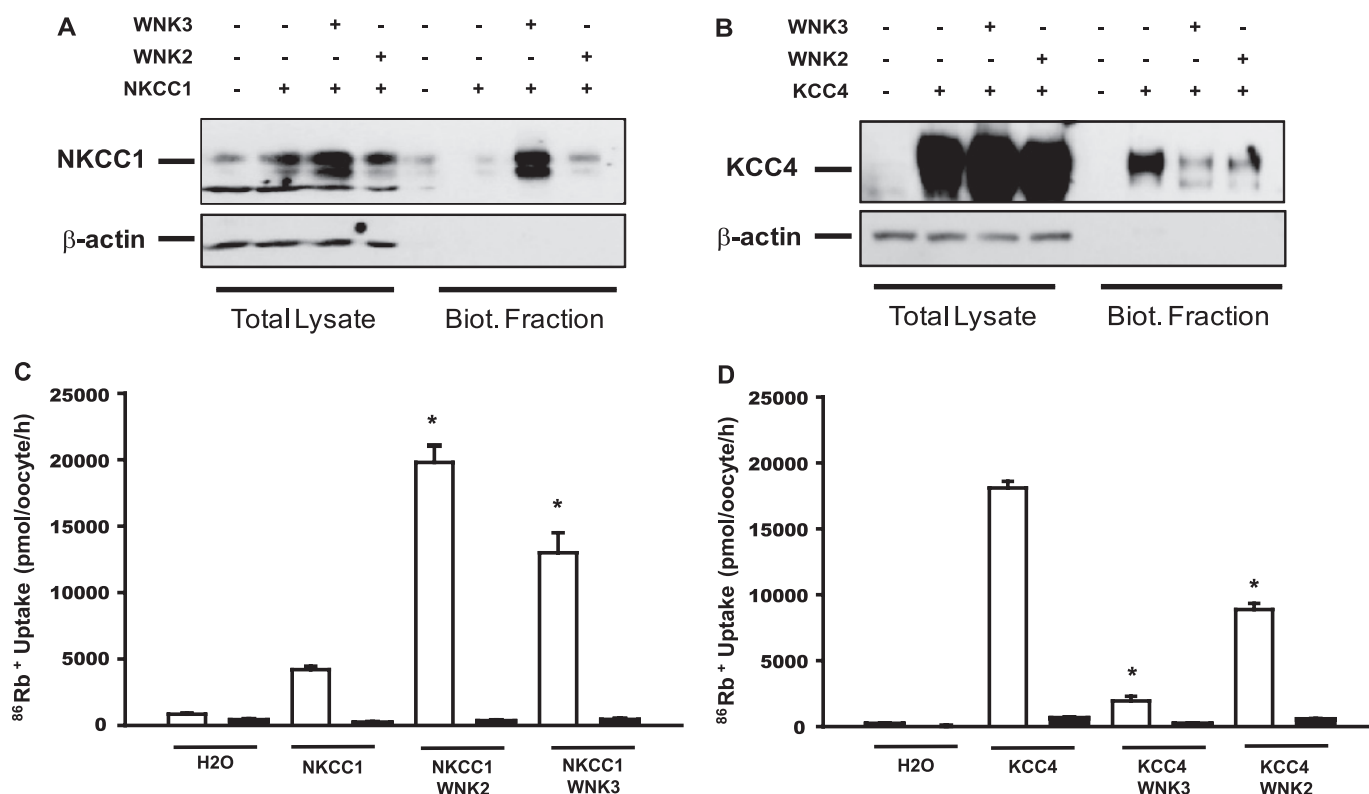 A
WNK3 - - + - - - + -
WNK2 - - - + - - - +
NKCC1 - + + + - + + +
NKCC1
β-actin
Total Lysate Biot. Fraction
B
WNK3 - - + - - - + -
WNK2 - - - + - - - +
KCC4 - + + + - + + +
KCC4
β-actin
Total Lysate Biot. Fraction
C
86Rb + Uptake (pmol/oocyte/h)
25000
20000
15000
10000
5000
0
*
*
H2O NKCC1 NKCC1 NKCC1
WNK2 WNK3
D
86Rb + Uptake (pmol/oocyte/h)
25000
20000
15000
10000
5000
0
*
*
H2O KCC4 KCC4 KCC4
WNK3 WNK2